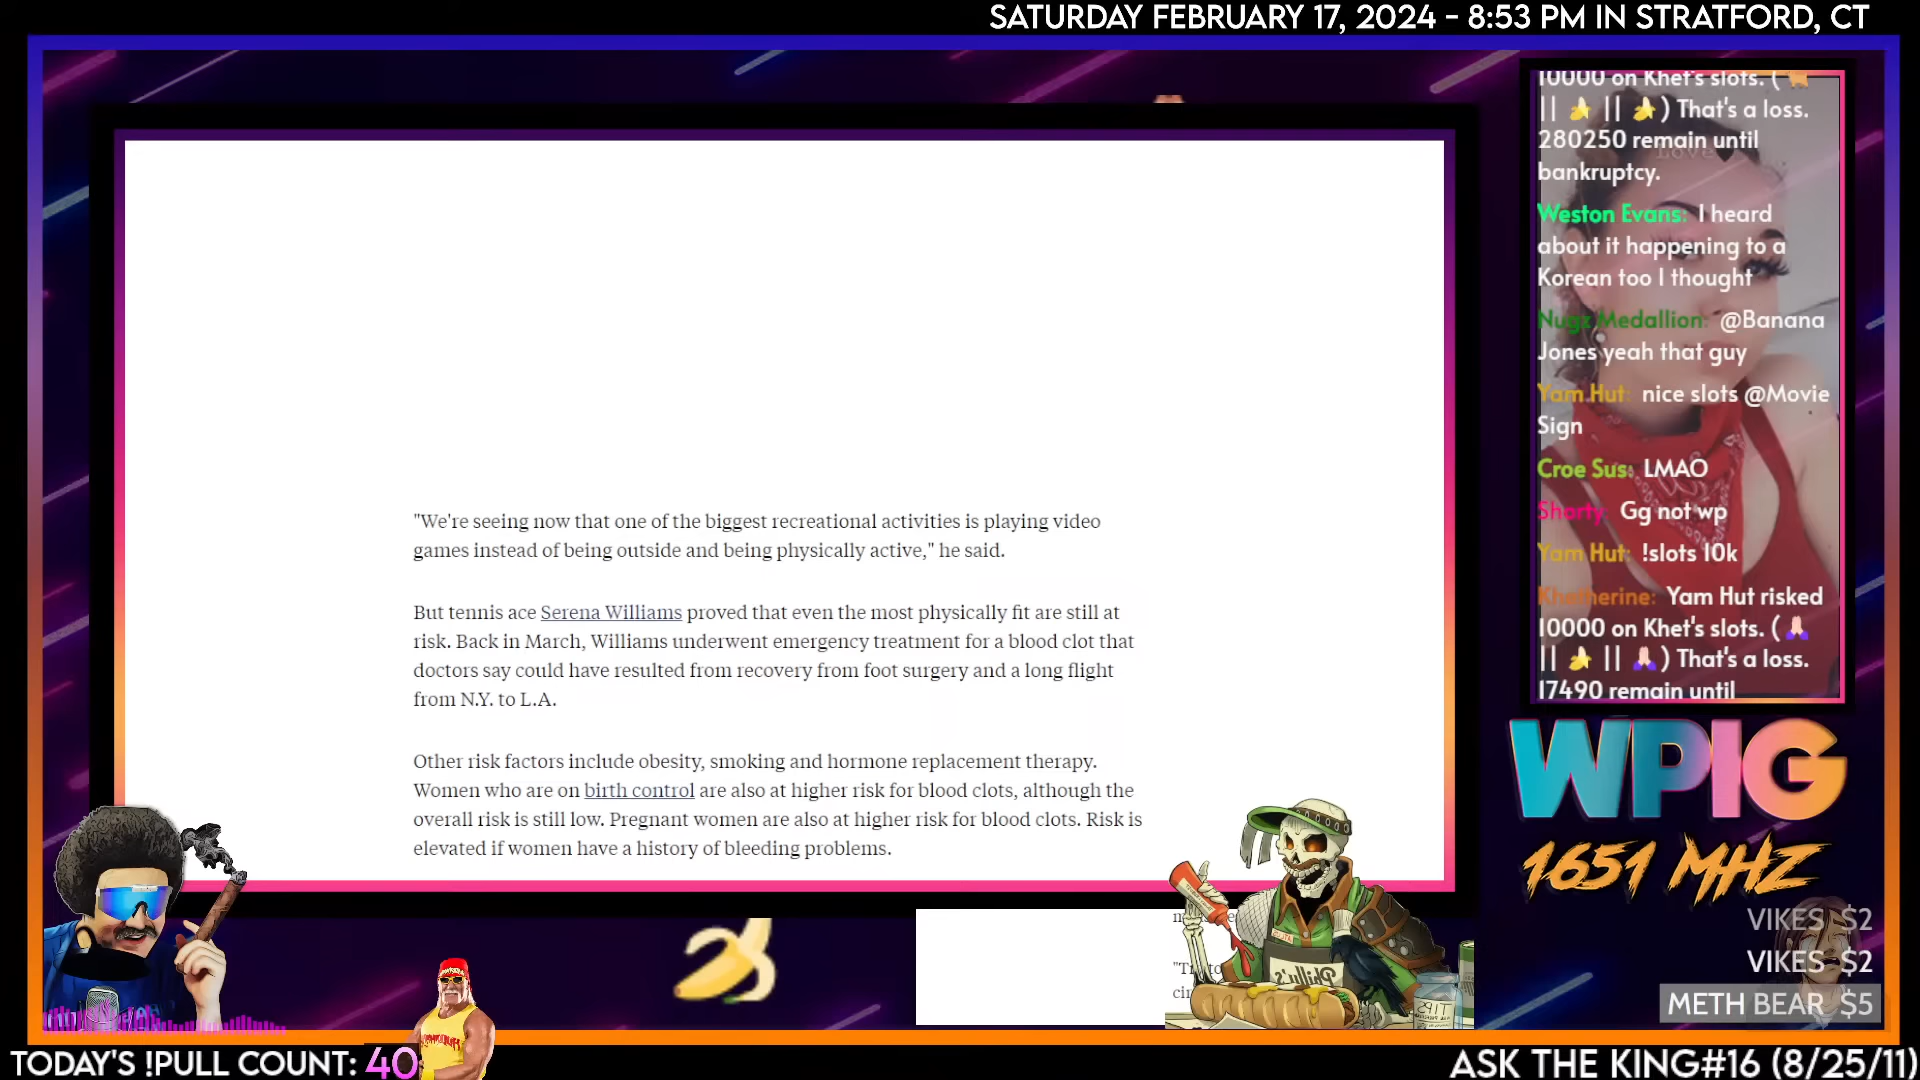 SATURDAY FEBRUARY 17, 2024 - 8:53 PM IN STRATFORD, CT
"We're seeing now that one of the biggest recreational activities is playing video
games instead of being outside and being physically active," he said.
But tennis ace Serena Williams proved that even the most physically fit are still at
risk. Back in March, Williams underwent emergency treatment for a blood clot that
doctors say could have resulted from recovery from foot surgery and a long flight
from N.Y. to L.A.
Other risk factors include obesity, smoking and hormone replacement therapy.
Women who are on birth control are also at higher risk for blood clots, although the
overall risk is still low. Pregnant women are also at higher risk for blood clots. Risk is
elevated if women have a history of bleeding problems.
10000 on Khet's slots. (
|| || ) That's a loss.
280250 remain until
bankruptcy.
Weston Evans: I heard
about it happening to a
Korean too I thought
Nugz Medallion: @Banana
Jones yeah that guy
Yam Hut: nice slots @Movie
Sign
Croe Sus: LMAO
Shorty: Gg not wp
Yam Hut: !slots 10k
Khetherine: Yam Hut risked
10000 on Khet's slots. (
|| || ) That's a loss.
17490 remain until
WPIG
1651 MHZ
VIKES $2
VIKES $2
METH BEAR $5
Philly's
TODAY'S !PULL COUNT: 40
ASK THE KING#16 (8/25/11)